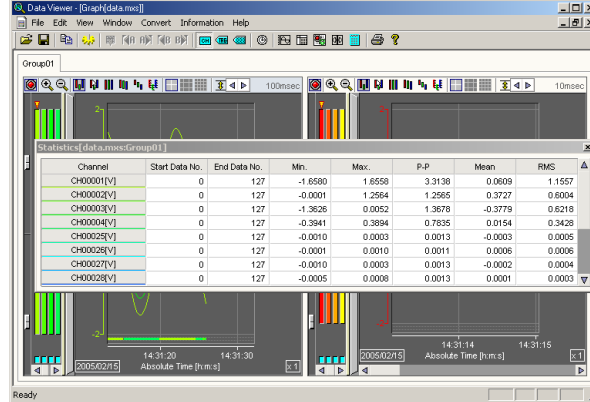 Data Viewer - [Graph[data.mxs]]
File Edit View Window Convert Information Help
Group01
100msec
10msec
2
2
Statistics[data.mxs:Group01]
Channel Start Data No. End Data No. Min. Max. P-P Mean RMS
CH00001[V] 0 127 -1.6580 1.6558 3.3138 0.0609 1.1557
CH00002[V] 0 127 -0.0001 1.2564 1.2565 0.3727 0.6004
CH00003[V] 0 127 -1.3626 0.0052 1.3678 -0.3779 0.6218
CH00004[V] 0 127 -0.3941 0.3894 0.7835 0.0154 0.3428
CH00025[V] 0 127 -0.0010 0.0003 0.0013 -0.0003 0.0005
CH00026[V] 0 127 -0.0001 0.0010 0.0011 0.0006 0.0006
CH00027[V] 0 127 -0.0010 0.0003 0.0013 -0.0002 0.0004
CH00028[V] 0 127 -0.0005 0.0008 0.0013 0.0001 0.0003
-2
-2
14:31:20 14:31:30
2005/02/15 Absolute Time [h:m:s] x 1
14:31:14 14:31:15
2005/02/15 Absolute Time [h:m:s] x 1
Ready